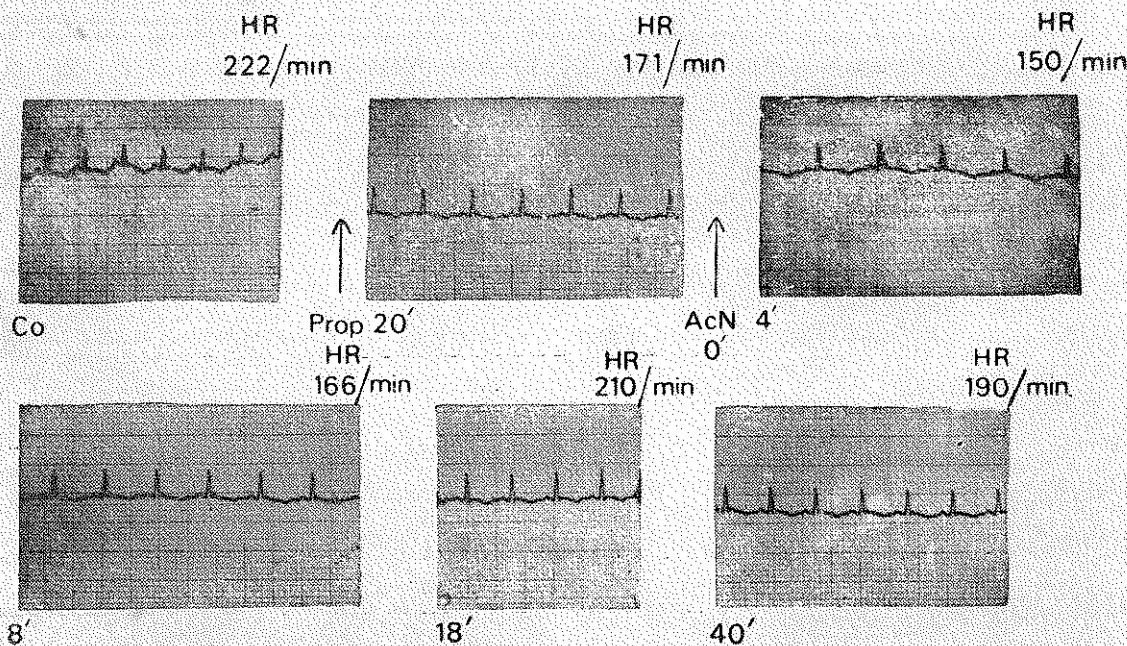 HR
222/min
HR
171/min
HR
150/min
Co
Prop 20′
AcN 4′
0′
HR
166/min
HR
210/min
HR
190/min.
8′
18′
40′